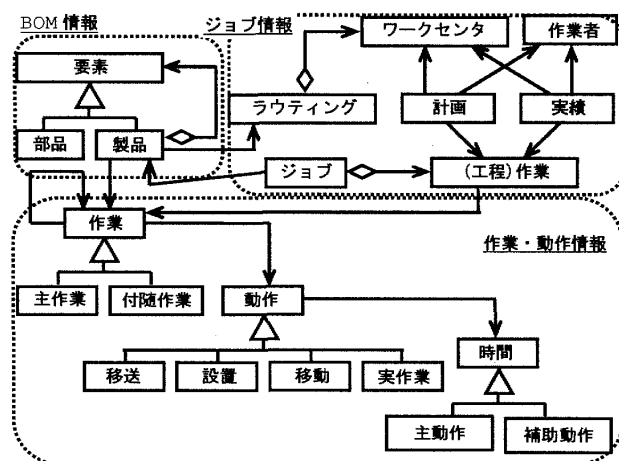 BOM 情報
ジョブ情報
ワークセンタ
作業者
要素
ラウティング
計画
実績
部品
製品
ジョブ
(工程)作業
作業
作業・動作情報
主作業
付随作業
動作
時間
移送
設置
移動
実作業
主動作
補助動作